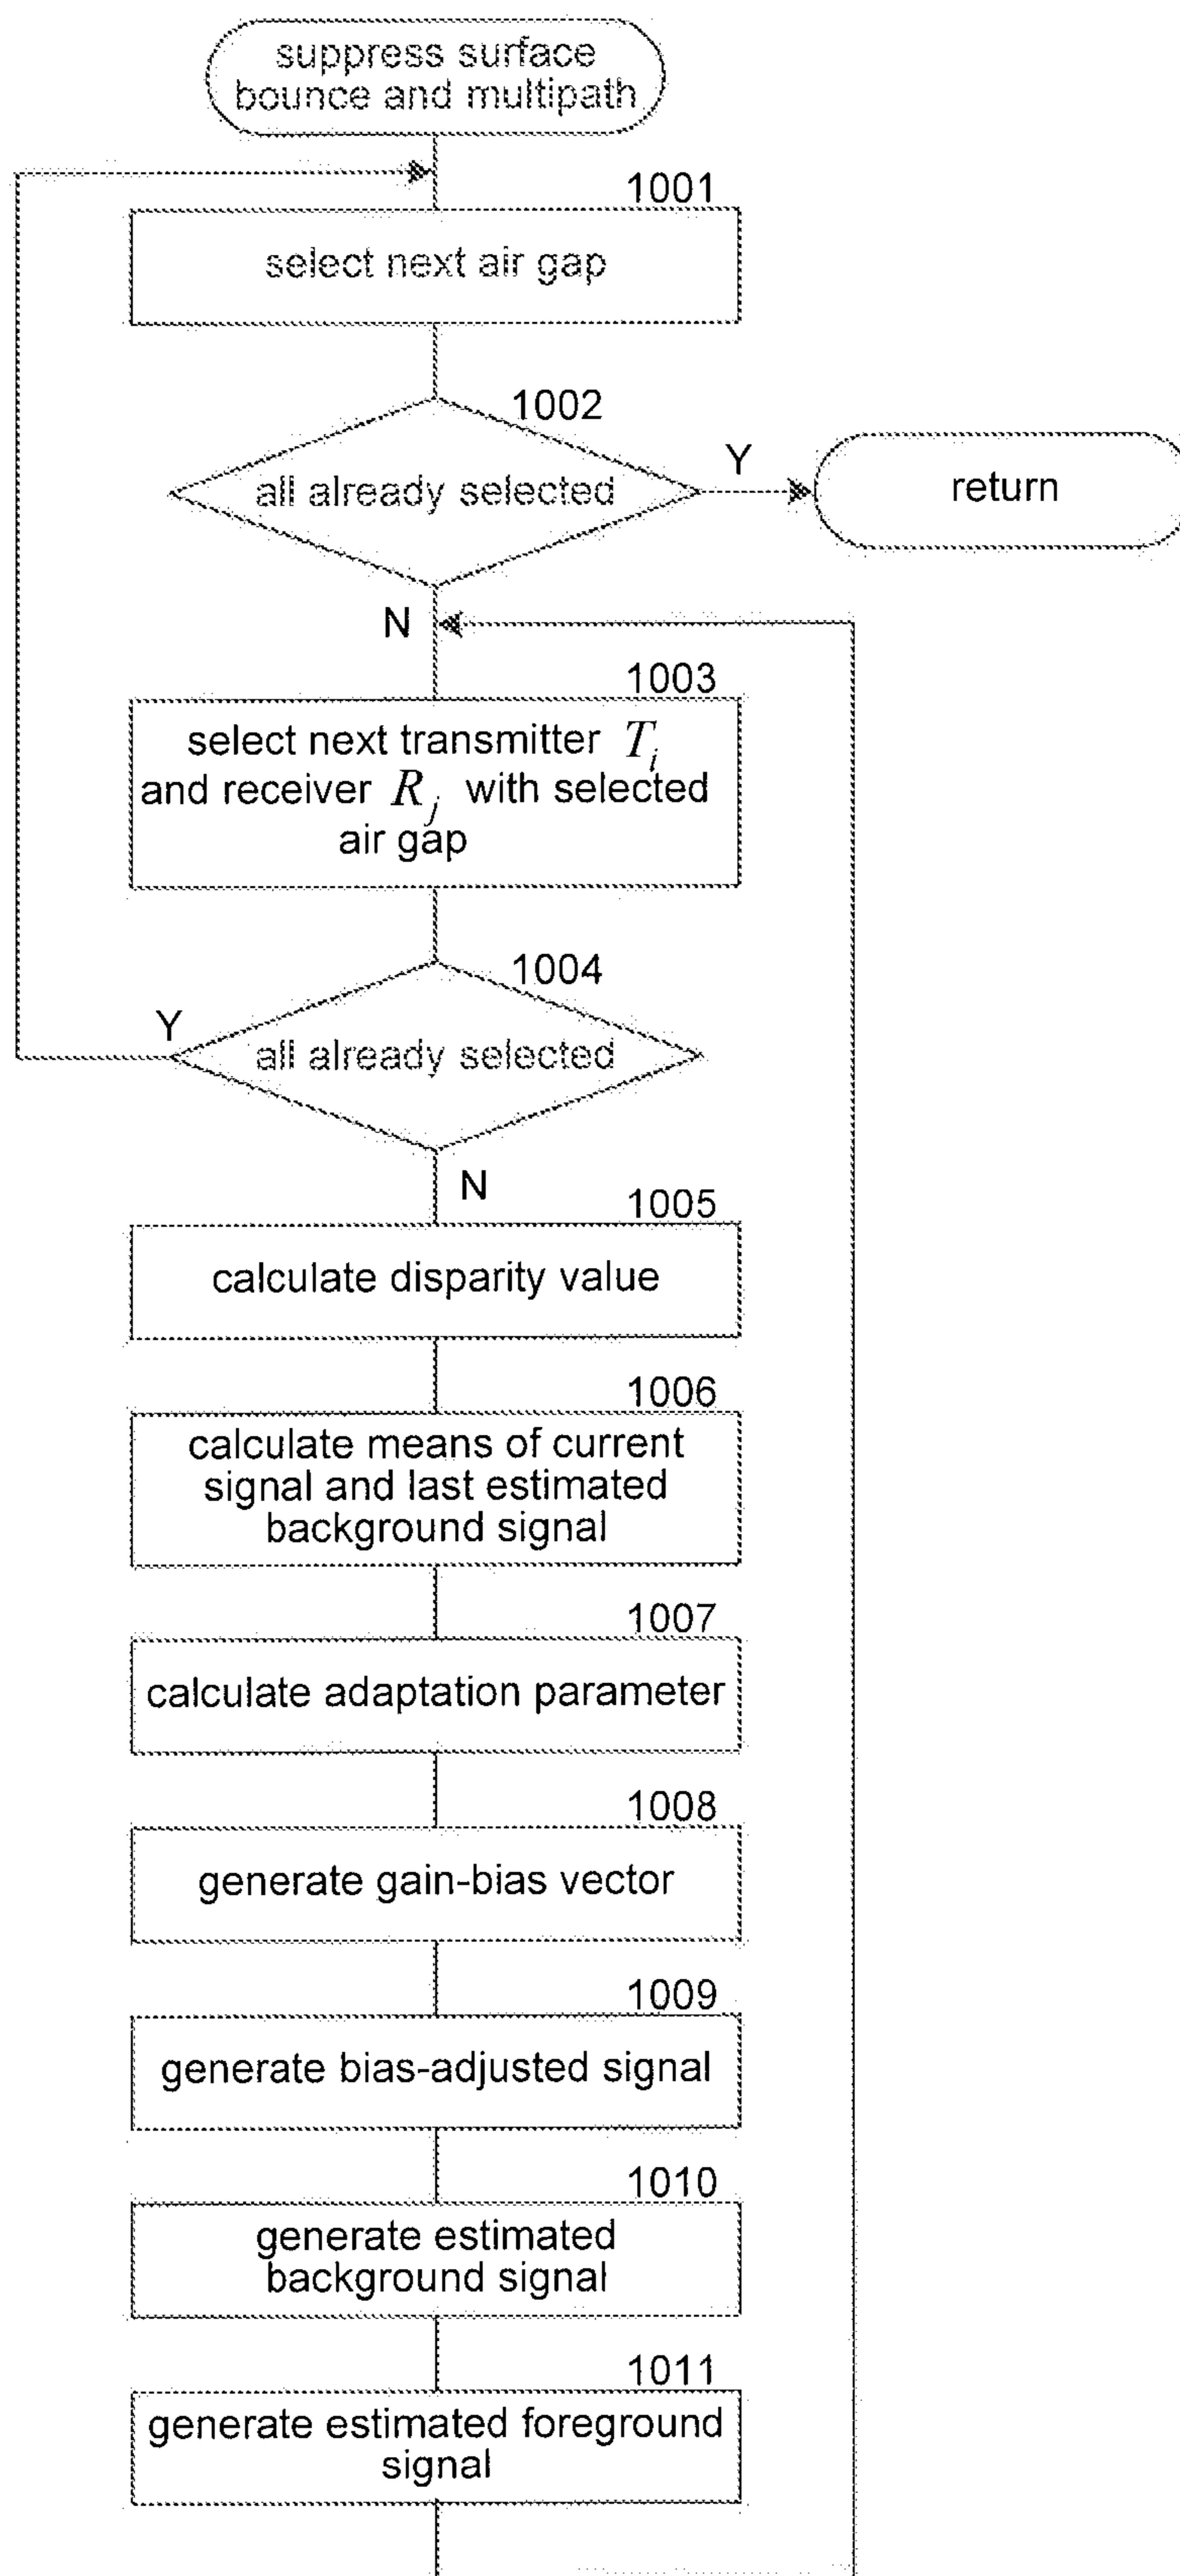 suppress surface
bounce and multipath
1001
select next air gap
1002
all already selected
Y
return
N
1003
select next transmitter T_i
and receiver R_j with selected
air gap
1004
Y
all already selected
N
1005
calculate disparity value
1006
calculate means of current
signal and last estimated
background signal
1007
calculate adaptation parameter
1008
generate gain-bias vector
1009
generate bias-adjusted signal
1010
generate estimated
background signal
1011
generate estimated foreground
signal